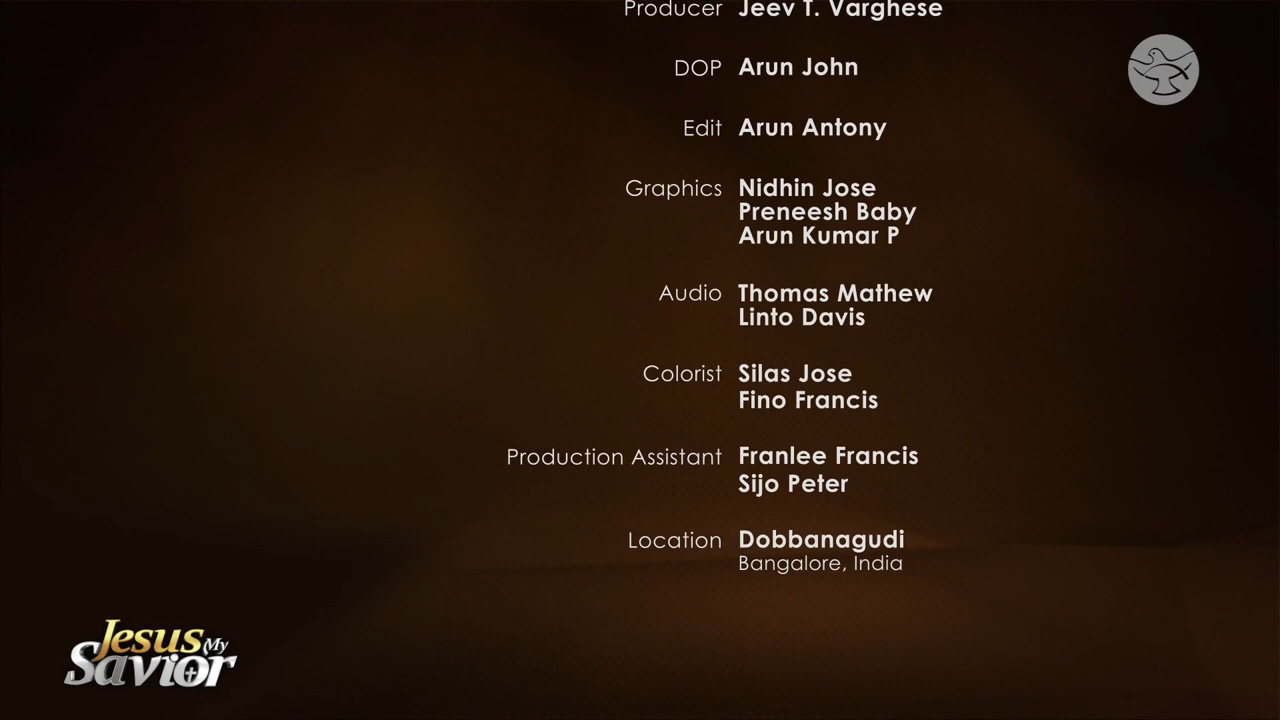 Producer Jeev T. Varghese
DOP Arun John
Edit Arun Antony
Graphics Nidhin Jose
Preneesh Baby
Arun Kumar P
Audio Thomas Mathew
Linto Davis
Colorist Silas Jose
Fino Francis
Production Assistant Franlee Francis
Sijo Peter
Location Dobbanagudi
Bangalore, India
Jesus My
Savior